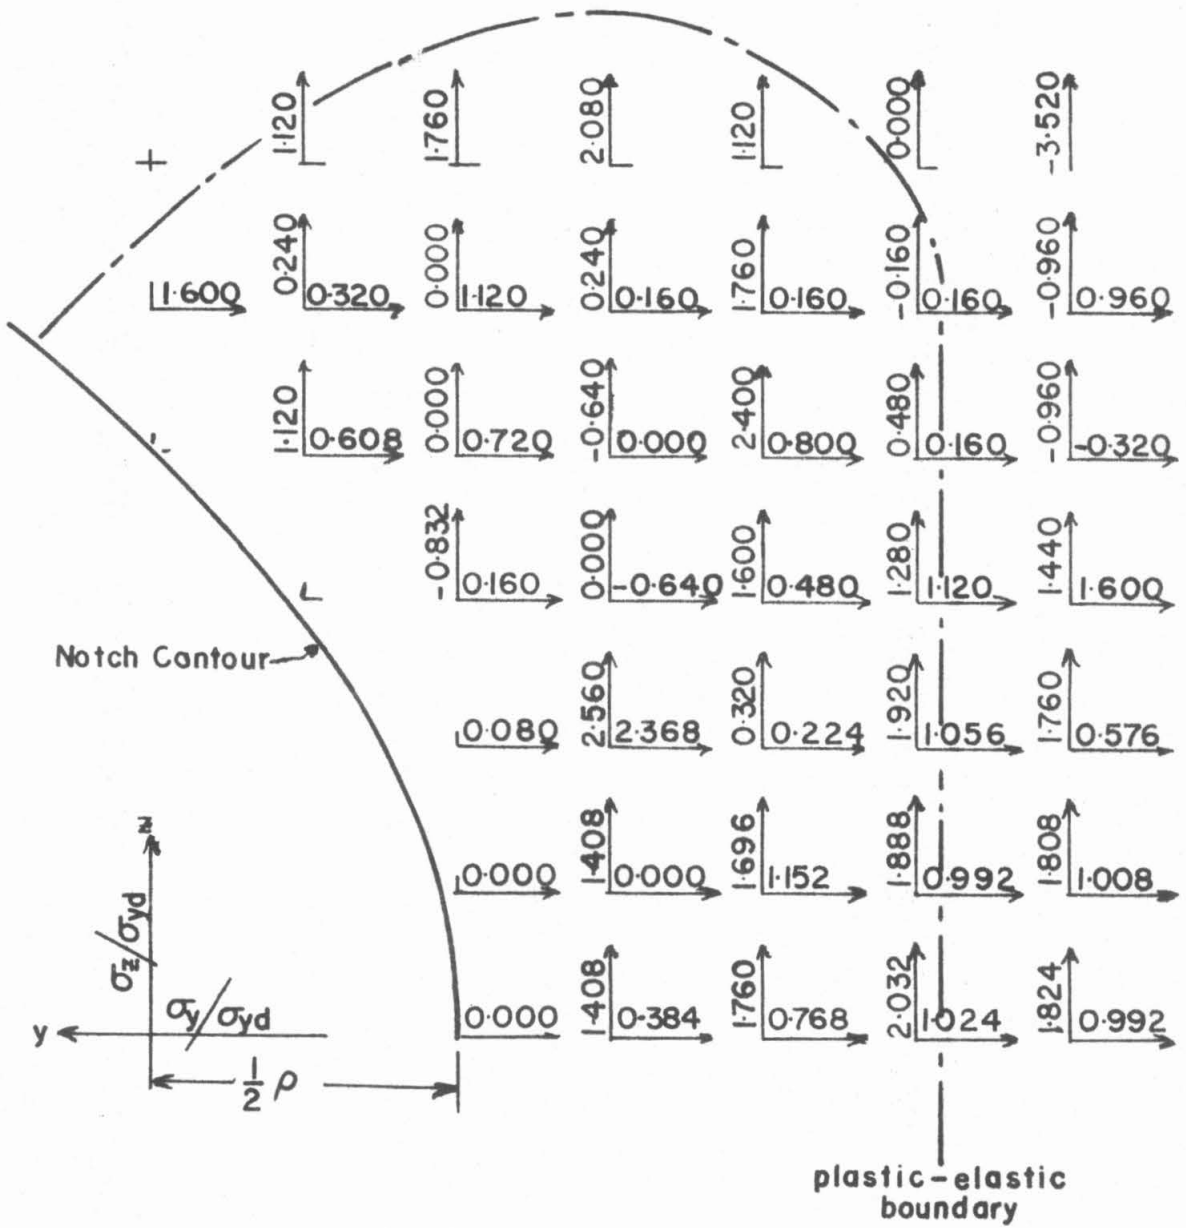 1.120 1.760 2.080 1.120 0.000 -3.520
1.600 0.240 0.320 0.000 1.120 0.240 0.160 1.760 0.160 -0.160 0.160 -0.960 0.960
1.120 0.608 0.000 0.720 -0.640 0.000 2.400 0.800 0.480 0.160 -0.960 -0.320
-0.832 0.160 0.000 -0.640 1.600 0.480 1.280 1.120 1.440 1.600
Notch Cantour
0.080 2.560 2.368 0.320 0.224 1.920 1.056 1.760 0.576
0.000 1.408 0.000 1.696 1.152 1.888 0.992 1.808 1.008
z
σz/σyd
σy/σyd
y
0.000 1.408 0.384 1.760 0.768 2.032 1.024 1.824 0.992
½ ρ
plastic-elastic
boundary